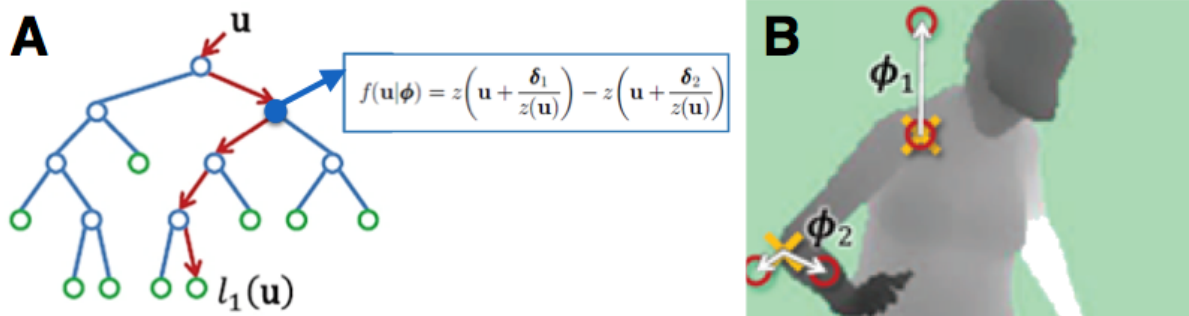 A
u
f(u|ϕ) = z(u + δ₁/z(u)) − z(u + δ₂/z(u))
l₁(u)
B
ϕ₁
ϕ₂